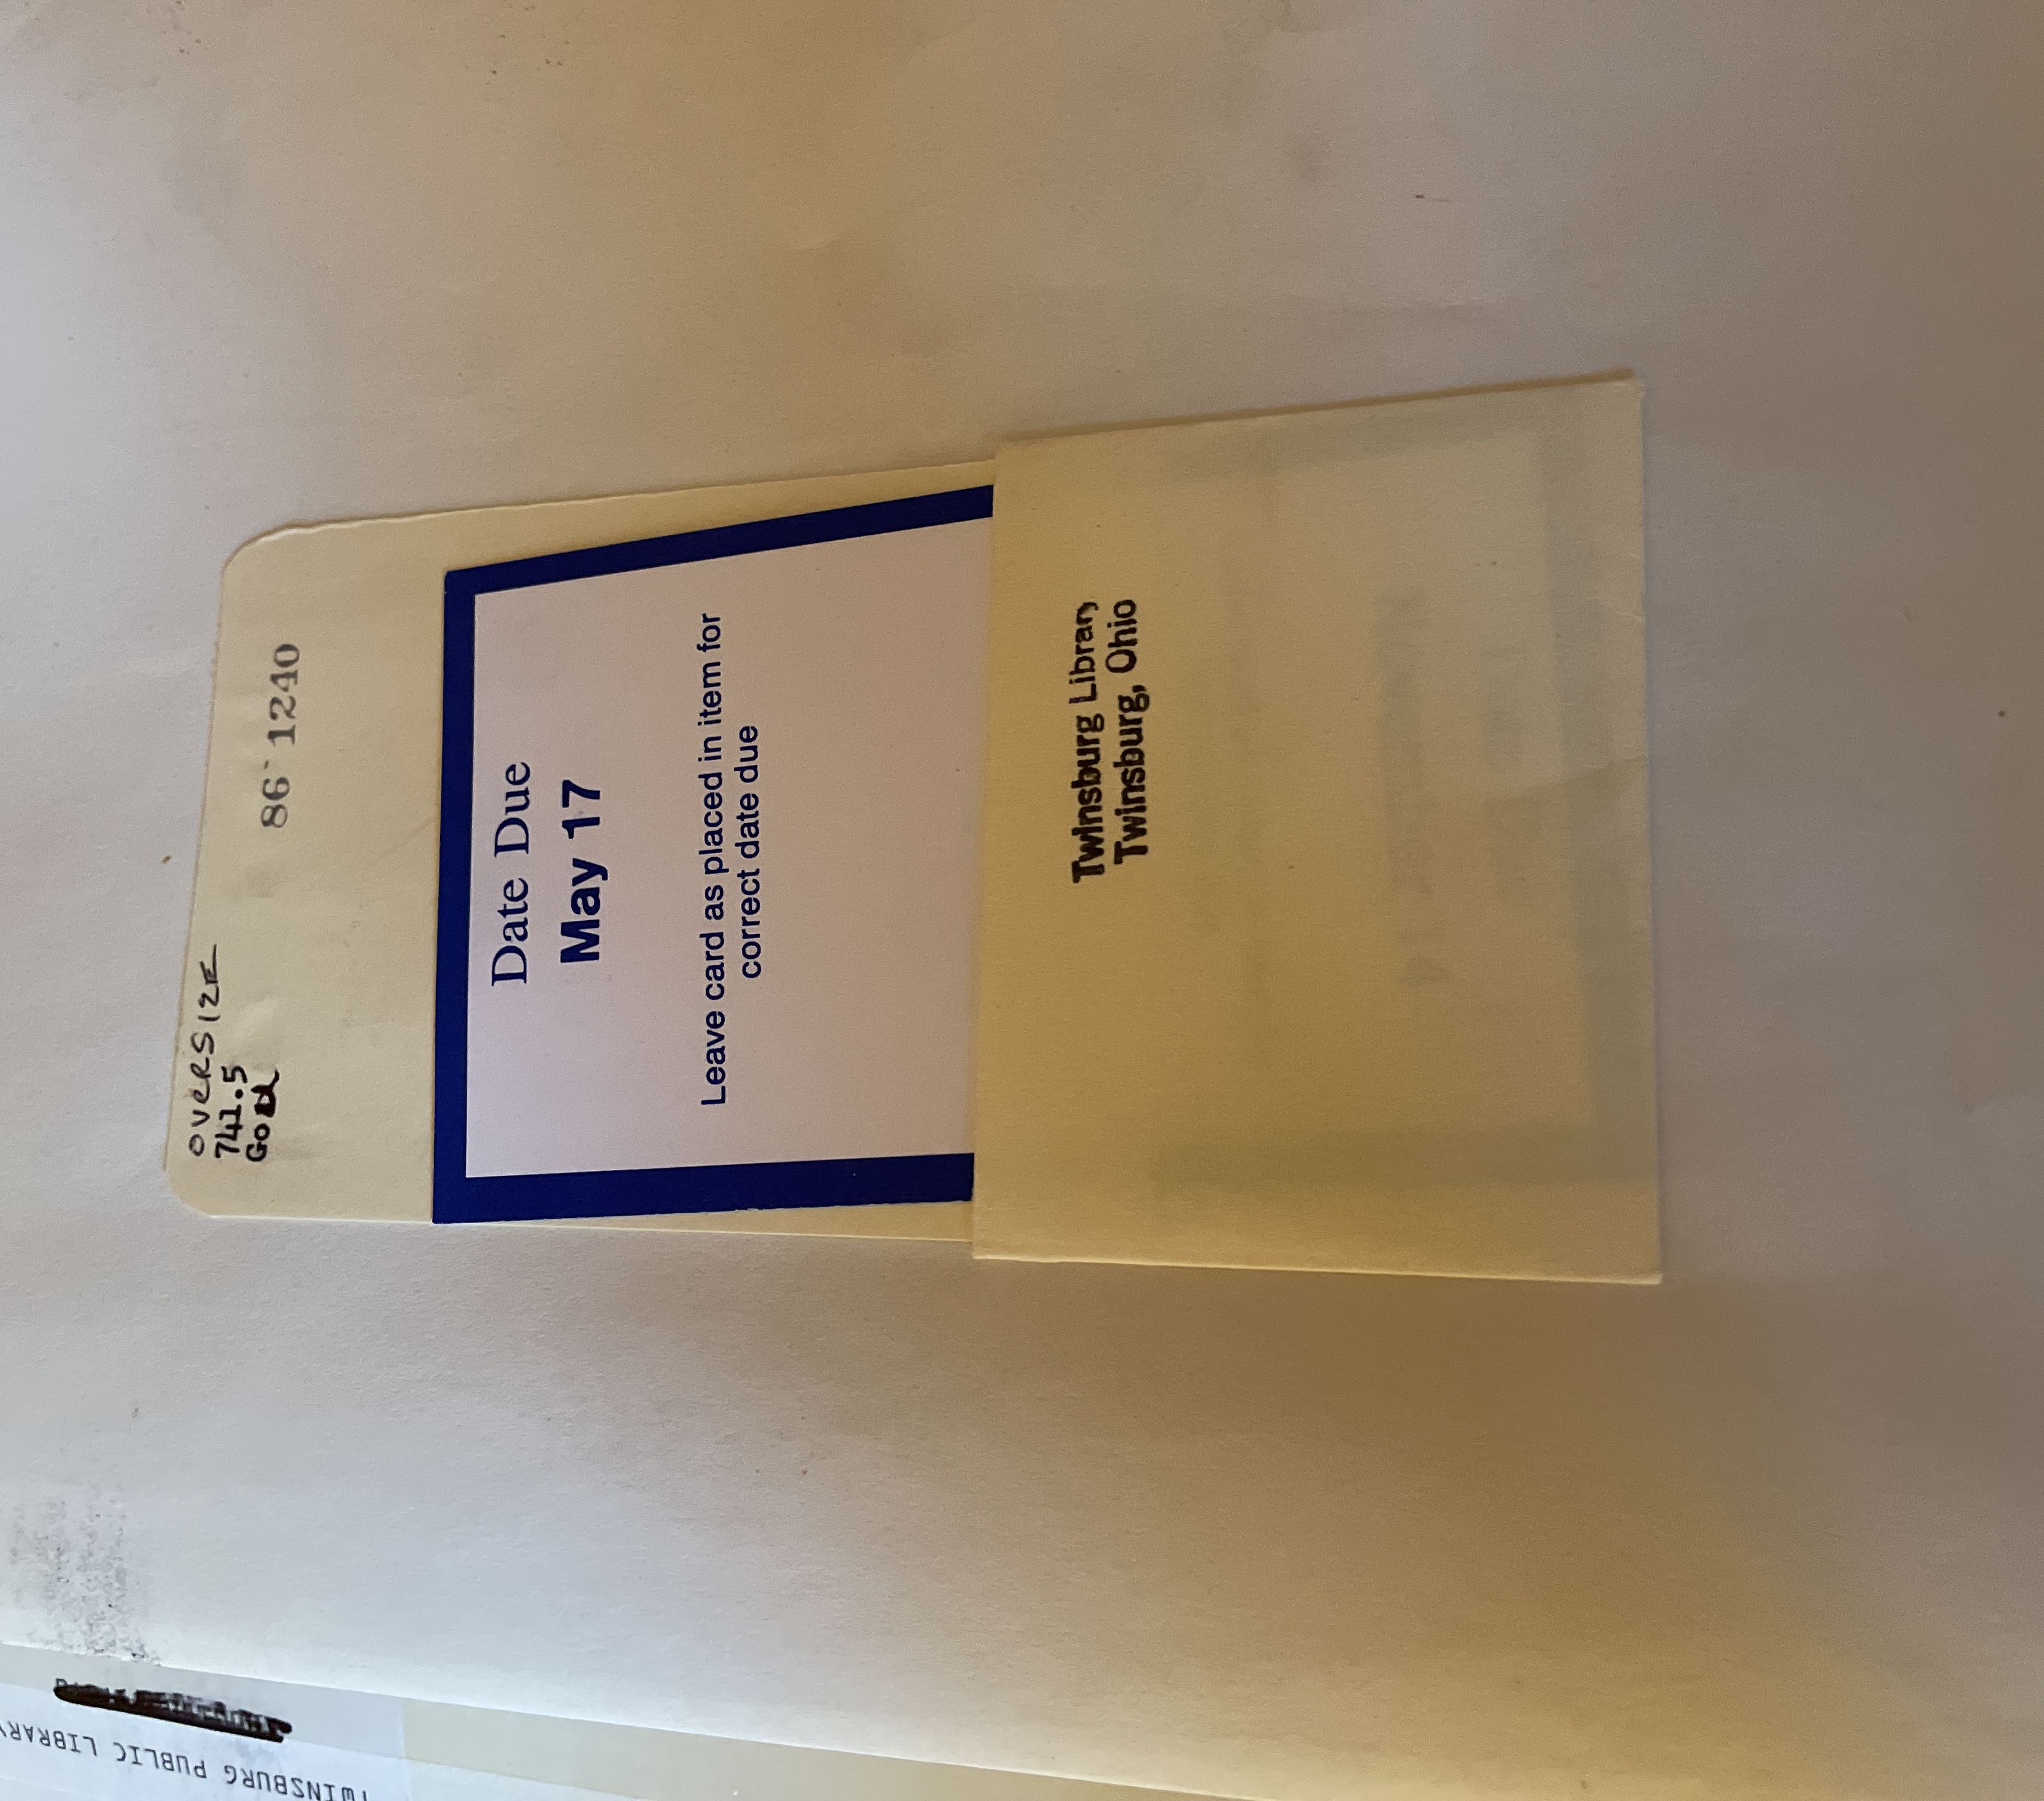 OVERSIZE
741.5
86 1240
Date Due
May 17
Leave card as placed in item for
correct date due
Twinsburg Library
Twinsburg, Ohio
TWINSBURG PUBLIC LIBRARY